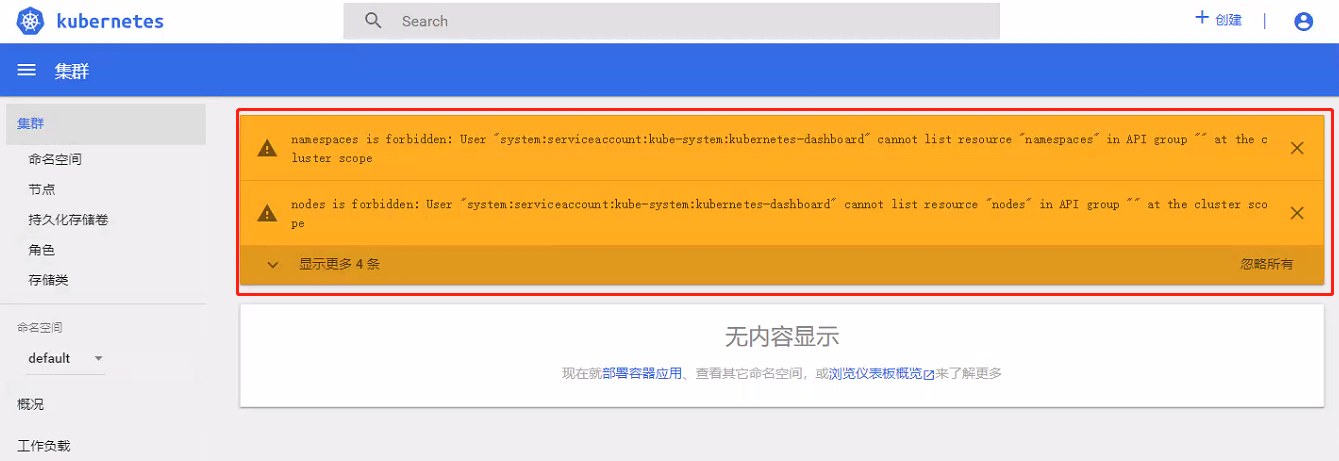 kubernetes
Search
创建
集群
集群
命名空间
节点
持久化存储卷
角色
存储类
命名空间
default
概况
工作负载
namespaces is forbidden: User "system:serviceaccount:kube-system:kubernetes-dashboard" cannot list resource "namespaces" in API group "" at the c
luster scope
nodes is forbidden: User "system:serviceaccount:kube-system:kubernetes-dashboard" cannot list resource "nodes" in API group "" at the cluster sco
pe
显示更多 4 条
忽略所有
无内容显示
现在就部署容器应用、查看其它命名空间，或浏览仪表板概览来了解更多